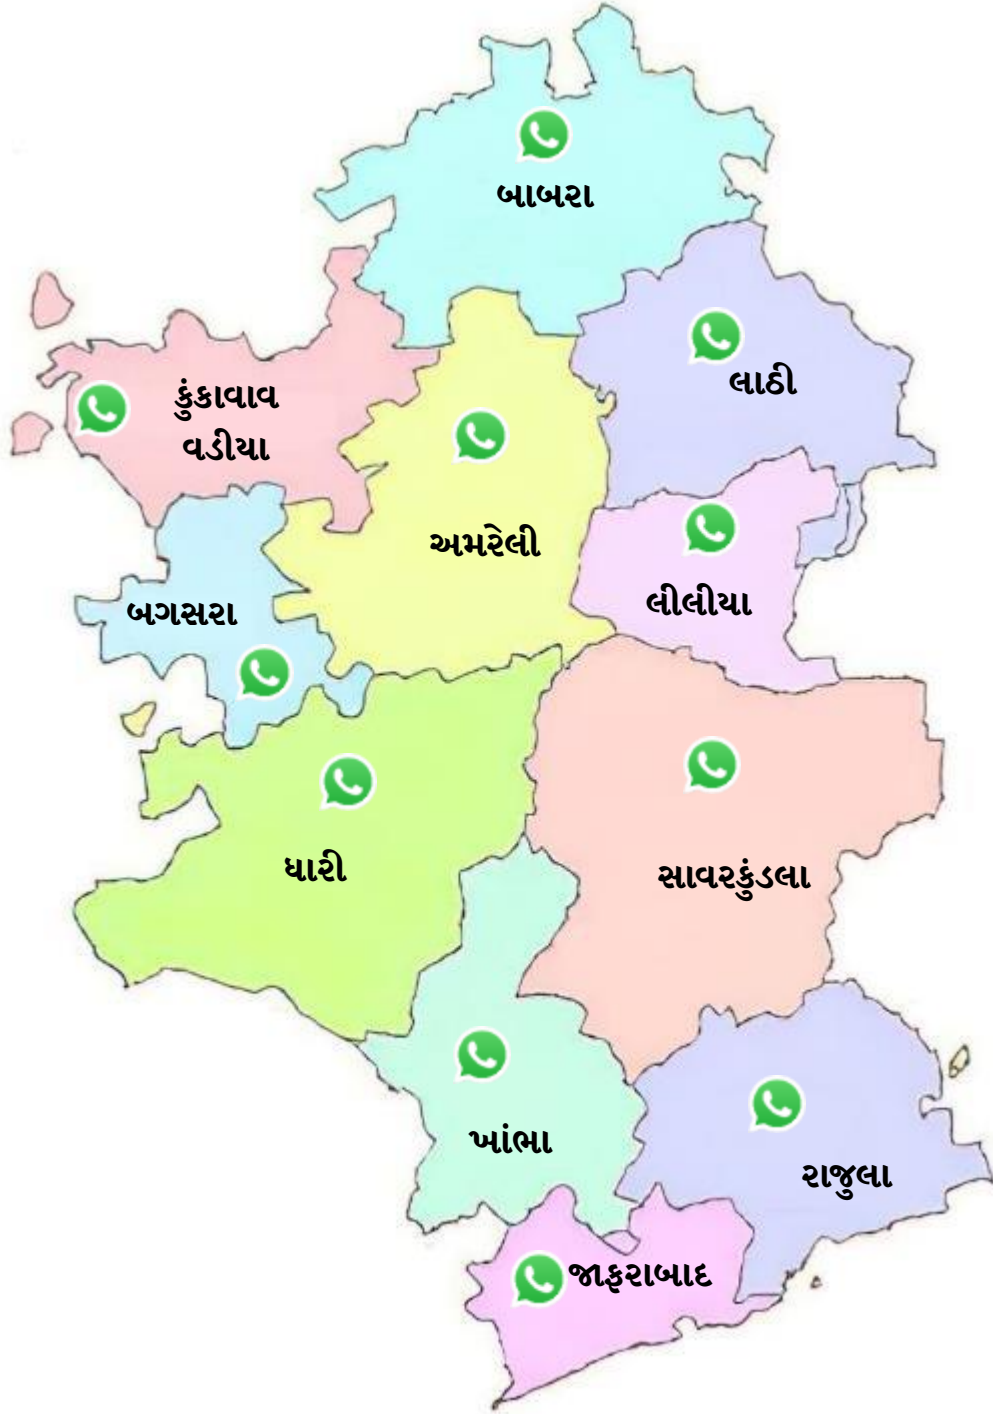 બાબરા
લાઠી
કુંકાવાવ
વડીયા
અમરેલી
લીલીયા
બગસરા
ધારી
સાવરકુંડલા
ખાંભા
રાજુલા
જાફરાબાદ